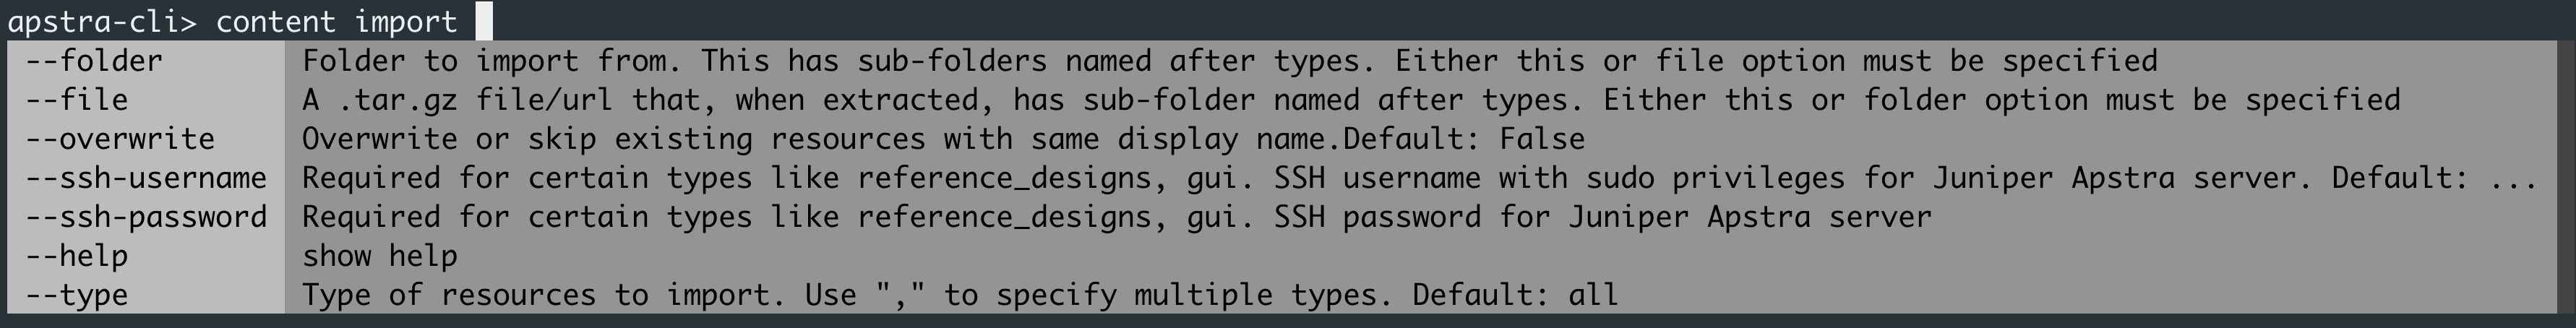 apstra-cli> content import
--folder Folder to import from. This has sub-folders named after types. Either this or file option must be specified
--file A .tar.gz file/url that, when extracted, has sub-folder named after types. Either this or folder option must be specified
--overwrite Overwrite or skip existing resources with same display name.Default: False
--ssh-username Required for certain types like reference_designs, gui. SSH username with sudo privileges for Juniper Apstra server. Default: ...
--ssh-password Required for certain types like reference_designs, gui. SSH password for Juniper Apstra server
--help show help
--type Type of resources to import. Use "," to specify multiple types. Default: all